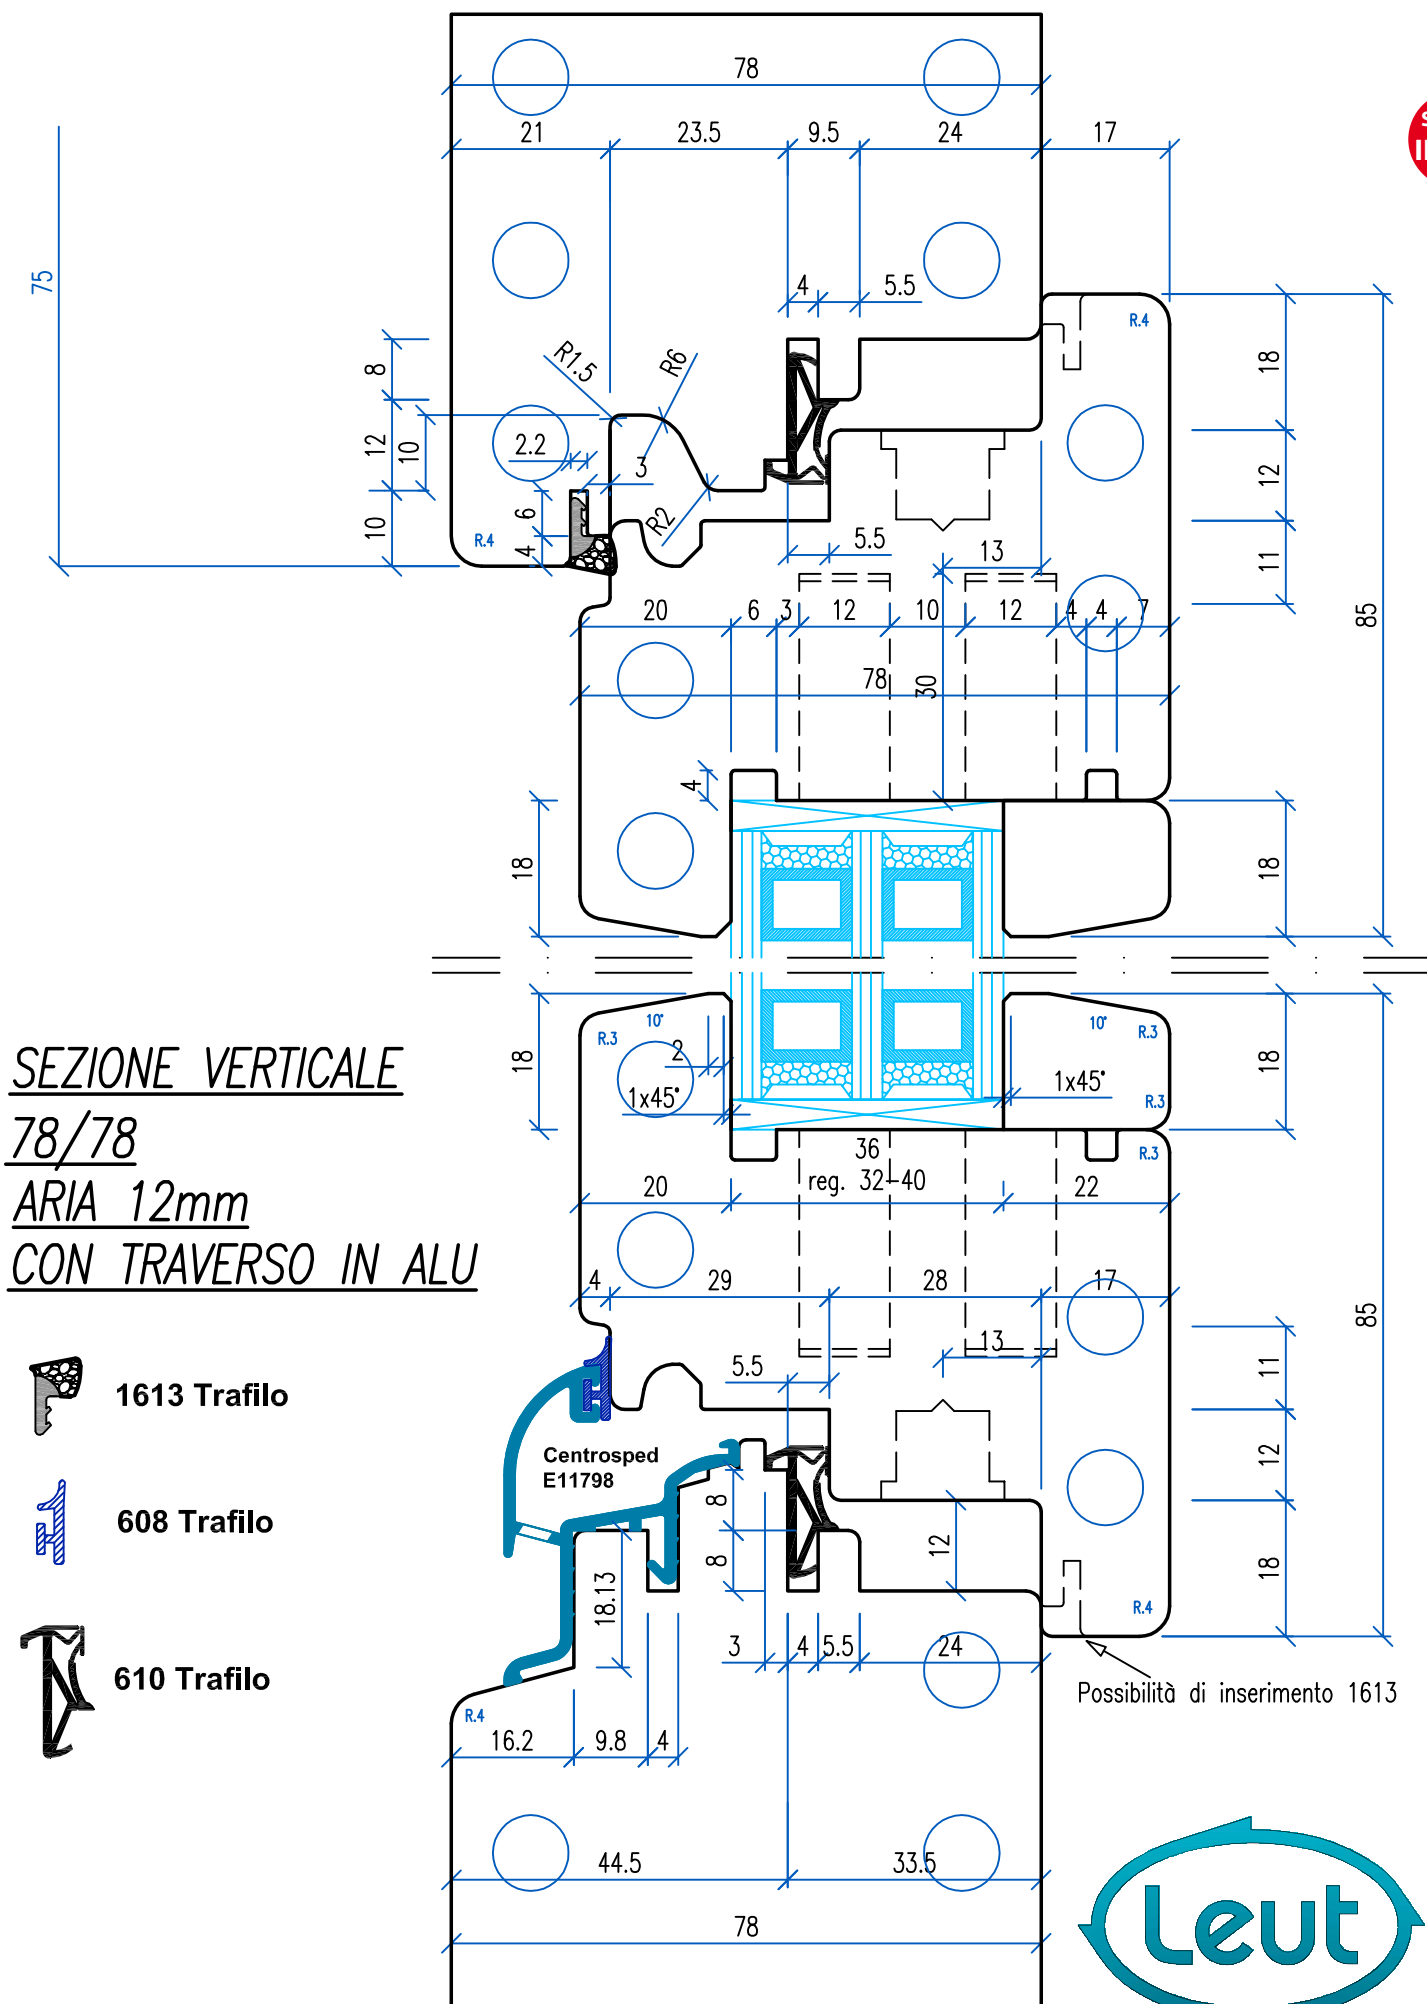 78
21 23.5 9.5 24 17
75
4 5.5
R.4
R1.5 R6
8
18
12
10
2.2
3
12
6
R2
10
R.4
4
5.5
13
11
20 6 3 12 10 12 4 4 7
85
78
30
4
18
18
SEZIONE VERTICALE
78/78
ARIA 12mm
CON TRAVERSO IN ALU
R.3
10°
10°
R.3
18
2
18
1x45°
1x45°
R.3
36
R.3
reg. 32-40
20
22
4 29 28 17
85
13
5.5
11
1613 Trafilo
Centrosped
E11798
12
8
608 Trafilo
12
8
18
18.13
R.4
3 4 5.5 24
610 Trafilo
Possibilità di inserimento 1613
R.4
16.2 9.8 4
44.5 33.5
78
Leut